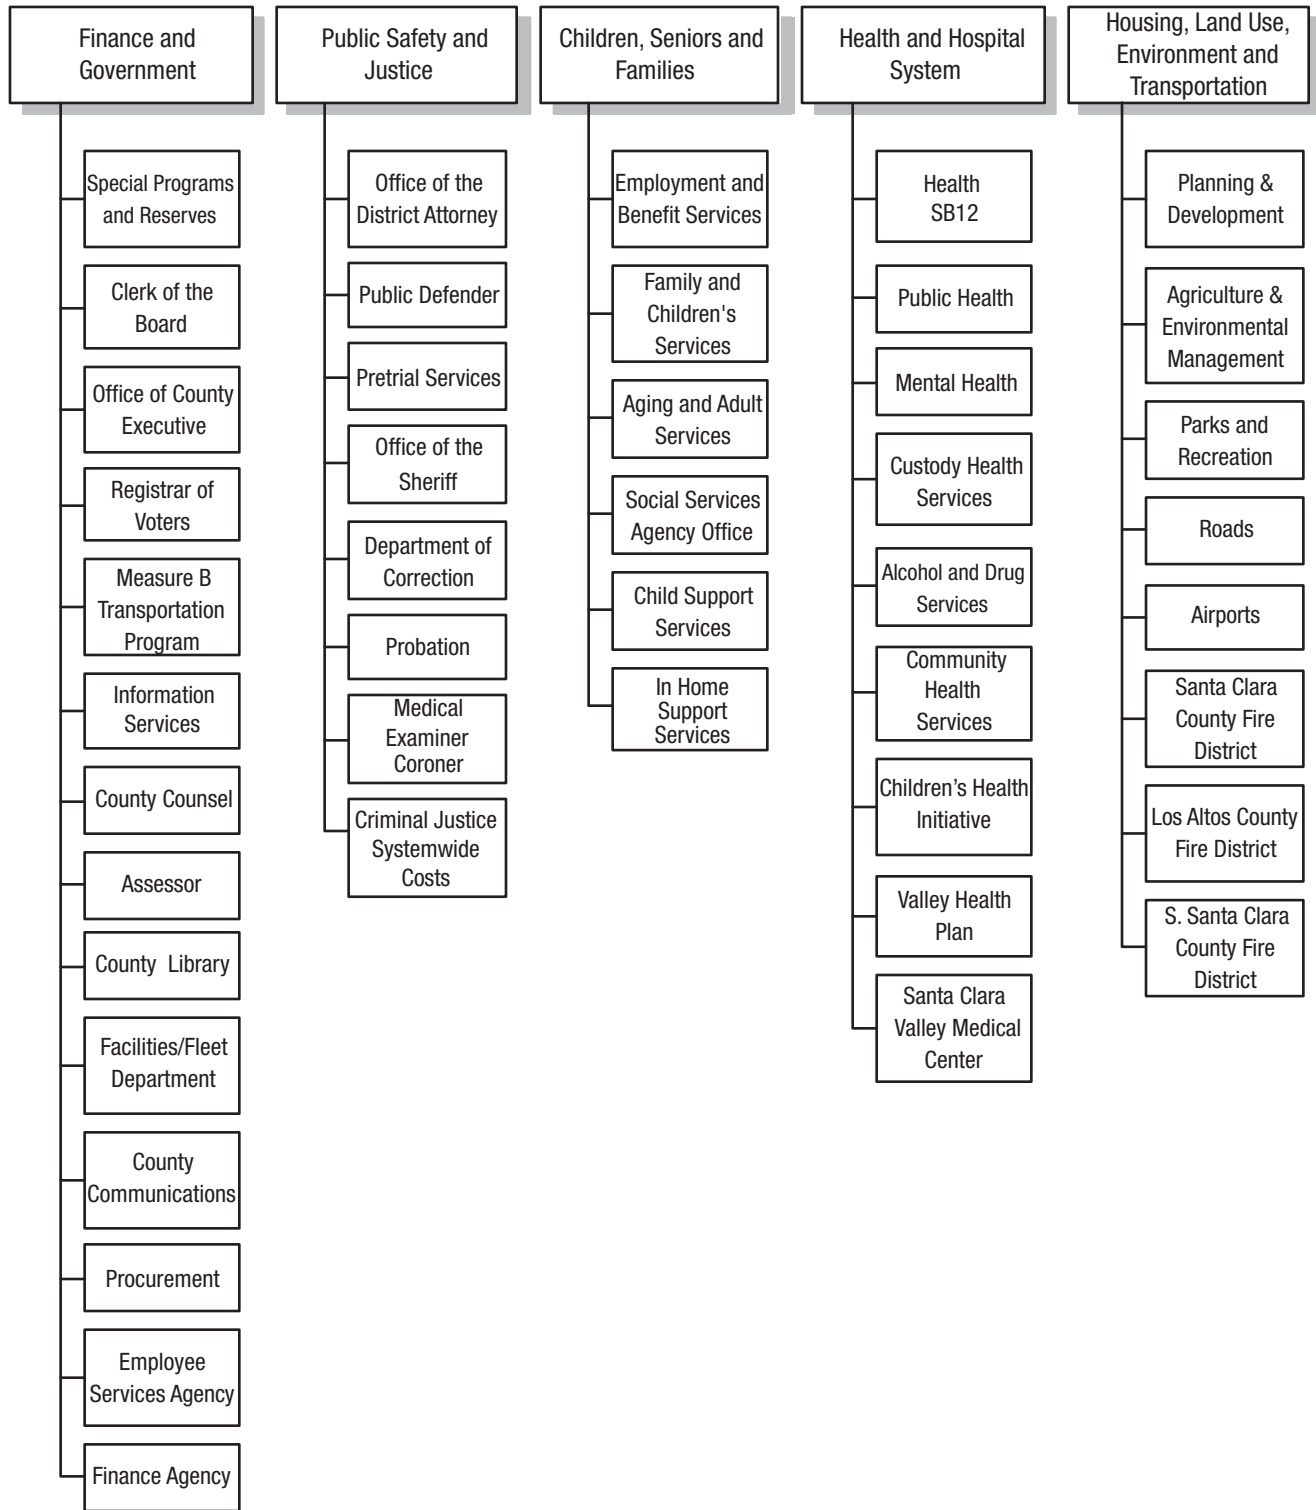 Finance and
Government
Special Programs
and Reserves
Clerk of the
Board
Office of County
Executive
Registrar of
Voters
Measure B
Transportation
Program
Information
Services
County Counsel
Assessor
County Library
Facilities/Fleet
Department
County
Communications
Procurement
Employee
Services Agency
Finance Agency
Public Safety and
Justice
Office of the
District Attorney
Public Defender
Pretrial Services
Office of the
Sheriff
Department of
Correction
Probation
Medical
Examiner
Coroner
Criminal Justice
Systemwide
Costs
Children, Seniors and
Families
Employment and
Benefit Services
Family and
Children's
Services
Aging and Adult
Services
Social Services
Agency Office
Child Support
Services
In Home
Support
Services
Health and Hospital
System
Health
SB12
Public Health
Mental Health
Custody Health
Services
Alcohol and Drug
Services
Community
Health
Services
Children’s Health
Initiative
Valley Health
Plan
Santa Clara
Valley Medical
Center
Housing, Land Use,
Environment and
Transportation
Planning &
Development
Agriculture &
Environmental
Management
Parks and
Recreation
Roads
Airports
Santa Clara
County Fire
District
Los Altos County
Fire District
S. Santa Clara
County Fire
District